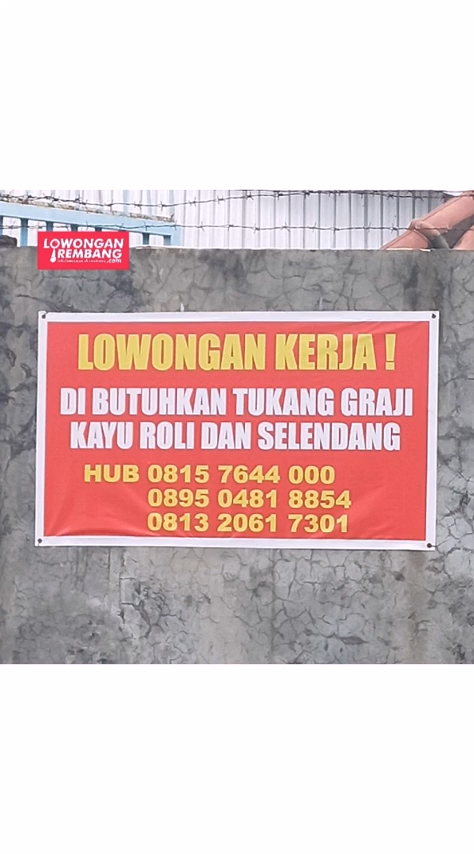 LOWONGAN
REMBANG
.com
LOWONGAN KERJA !
DI BUTUHKAN TUKANG GRAJI
KAYU ROLI DAN SELENDANG
HUB 0815 7644 000
0895 0481 8854
0813 2061 7301